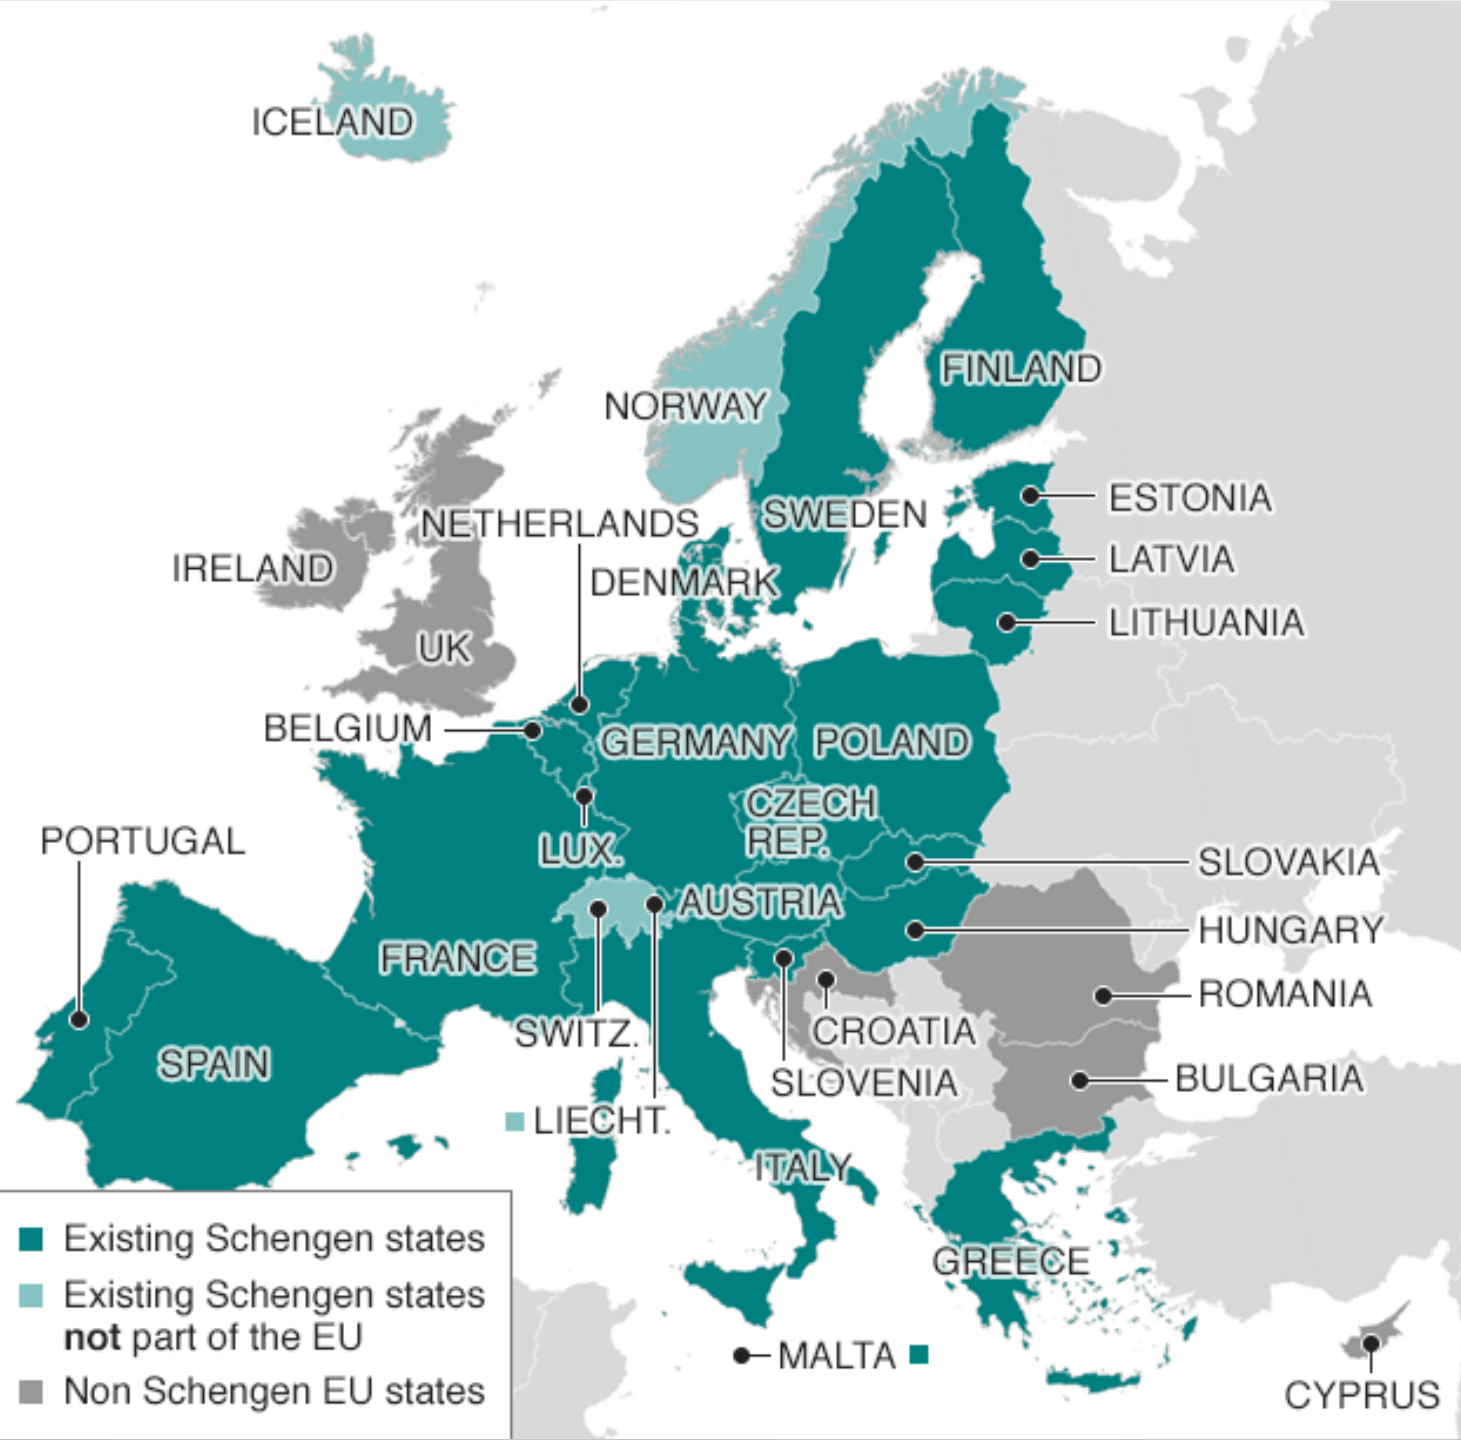 ICELAND
FINLAND
NORWAY
ESTONIA
SWEDEN
NETHERLANDS
LATVIA
IRELAND
DENMARK
LITHUANIA
UK
BELGIUM
GERMANY
POLAND
CZECH
REP.
PORTUGAL
LUX.
SLOVAKIA
AUSTRIA
HUNGARY
FRANCE
ROMANIA
SWITZ.
CROATIA
SPAIN
SLOVENIA
BULGARIA
LIECHT.
ITALY
GREECE
MALTA
CYPRUS
Existing Schengen states
Existing Schengen states
not part of the EU
Non Schengen EU states